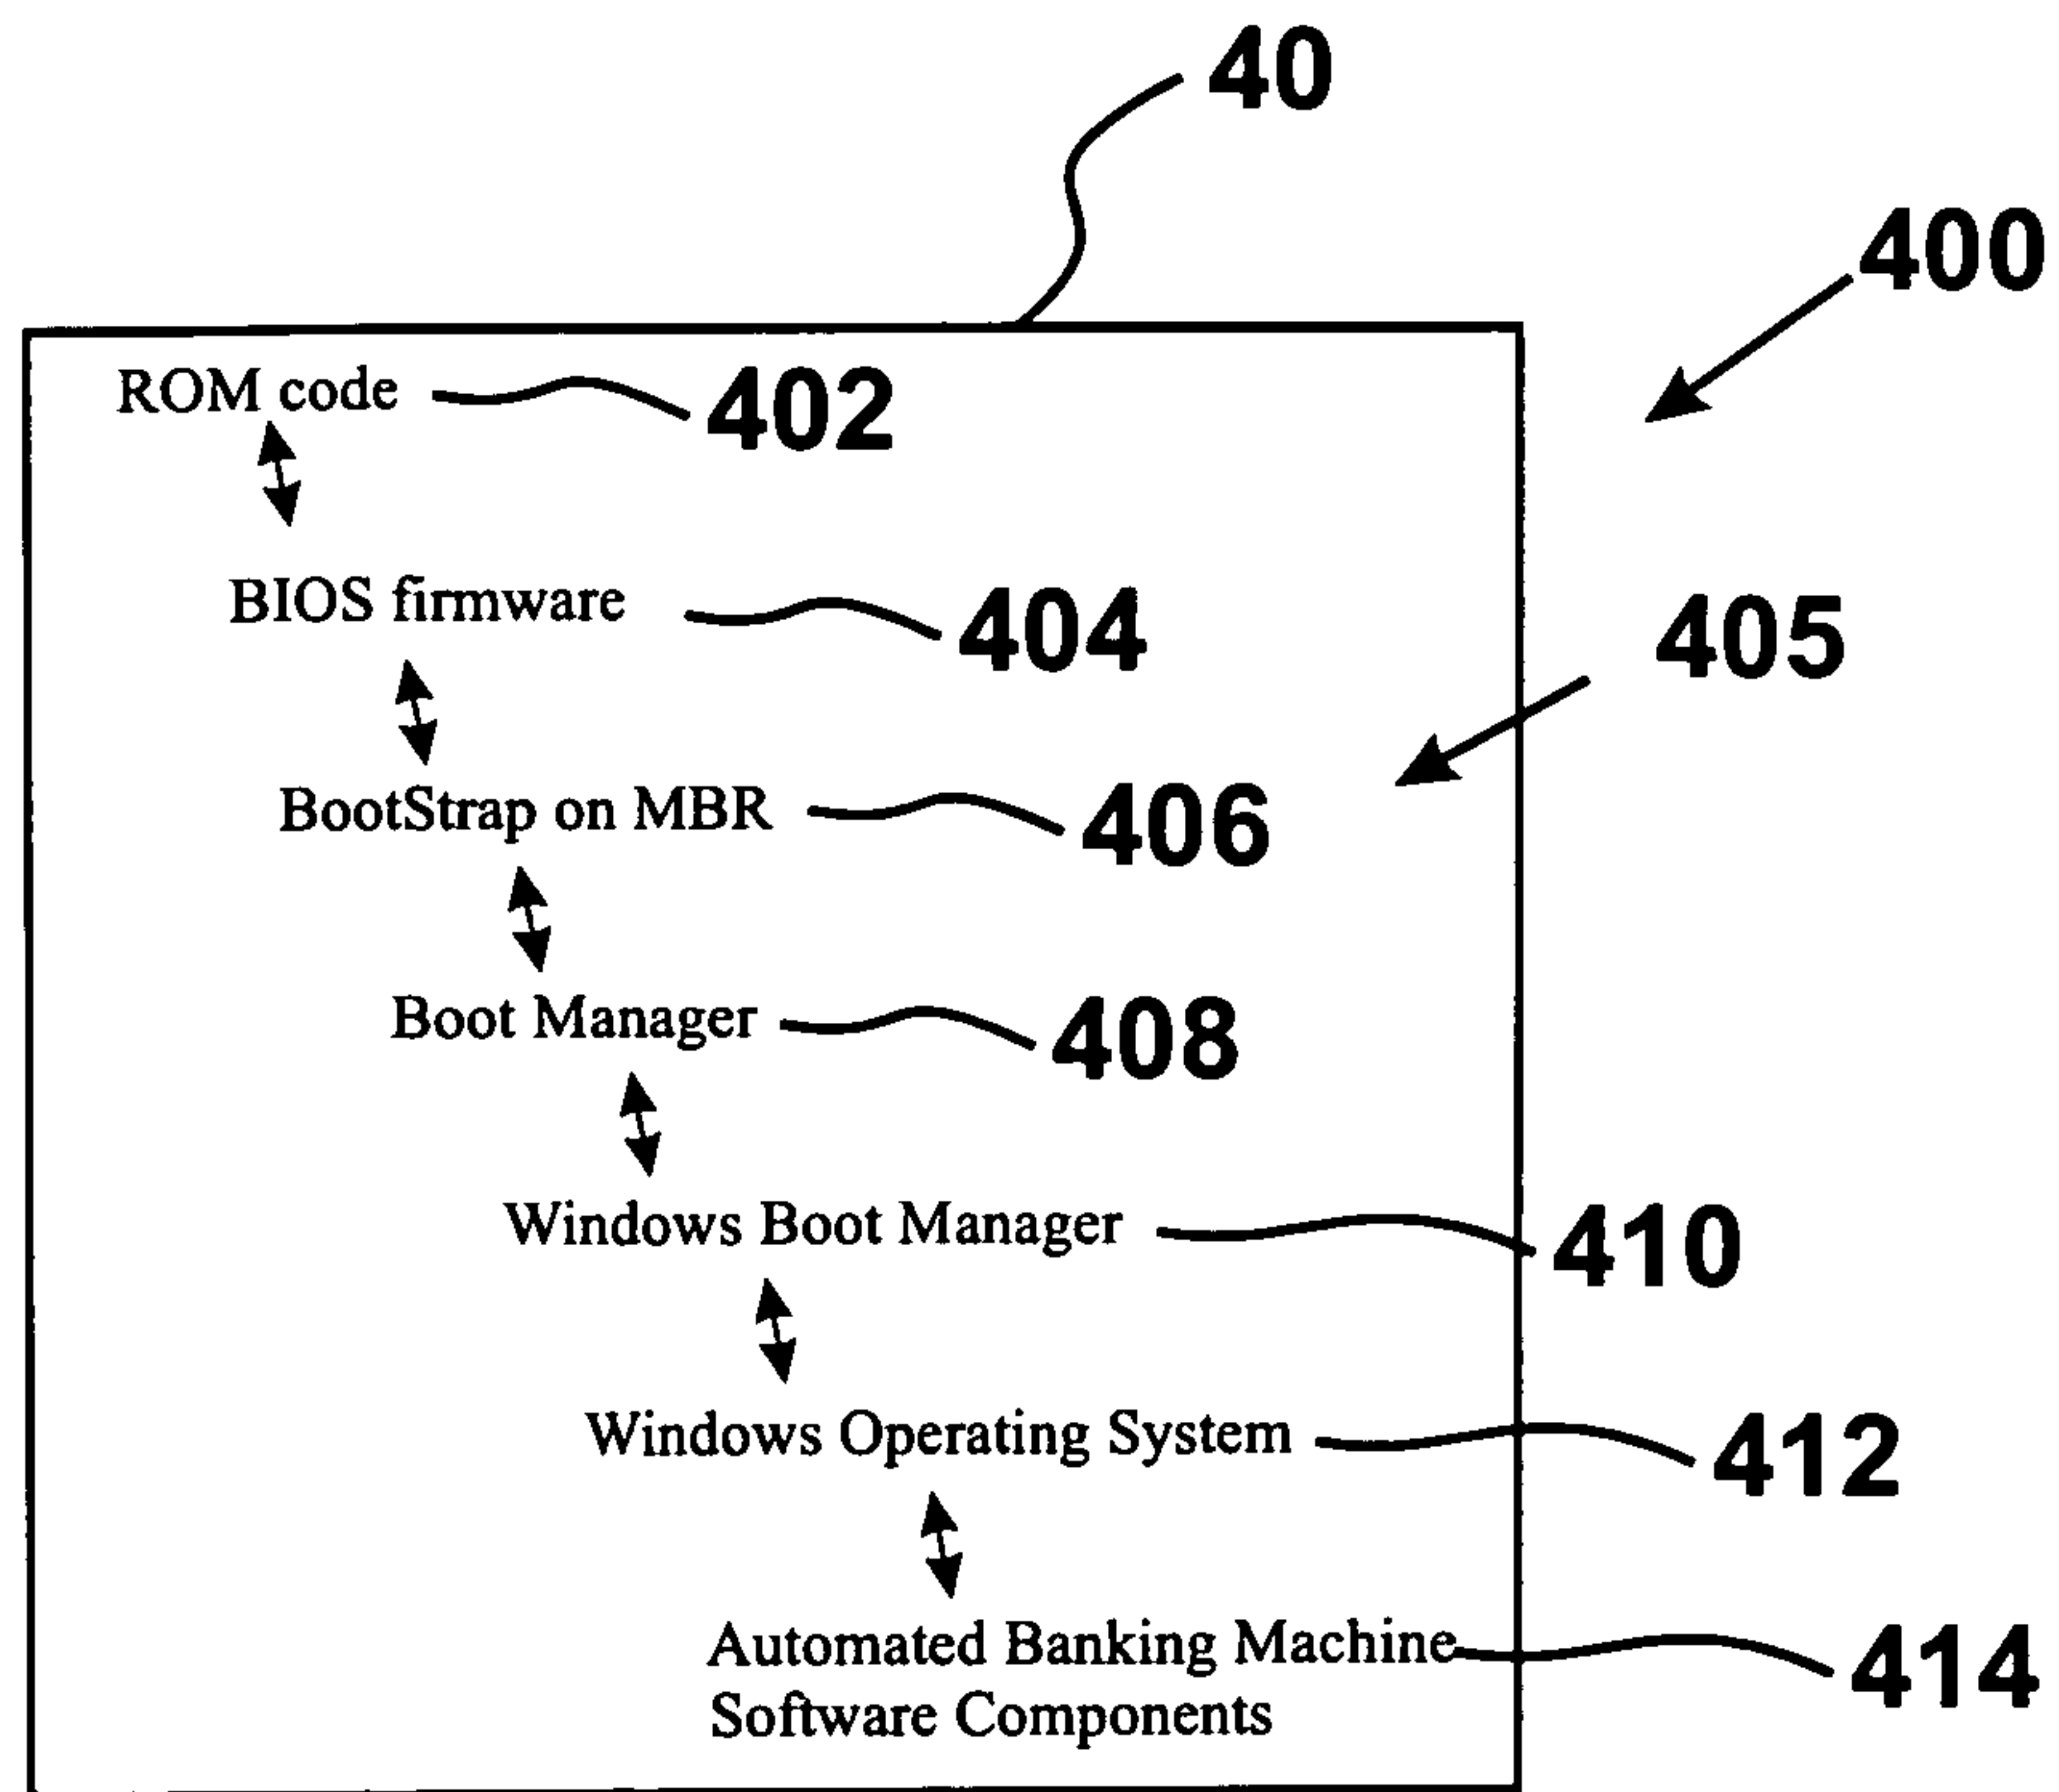 40
400
ROM code 402
BIOS firmware 404
405
BootStrap on MBR 406
Boot Manager 408
Windows Boot Manager 410
Windows Operating System 412
Automated Banking Machine 414
Software Components